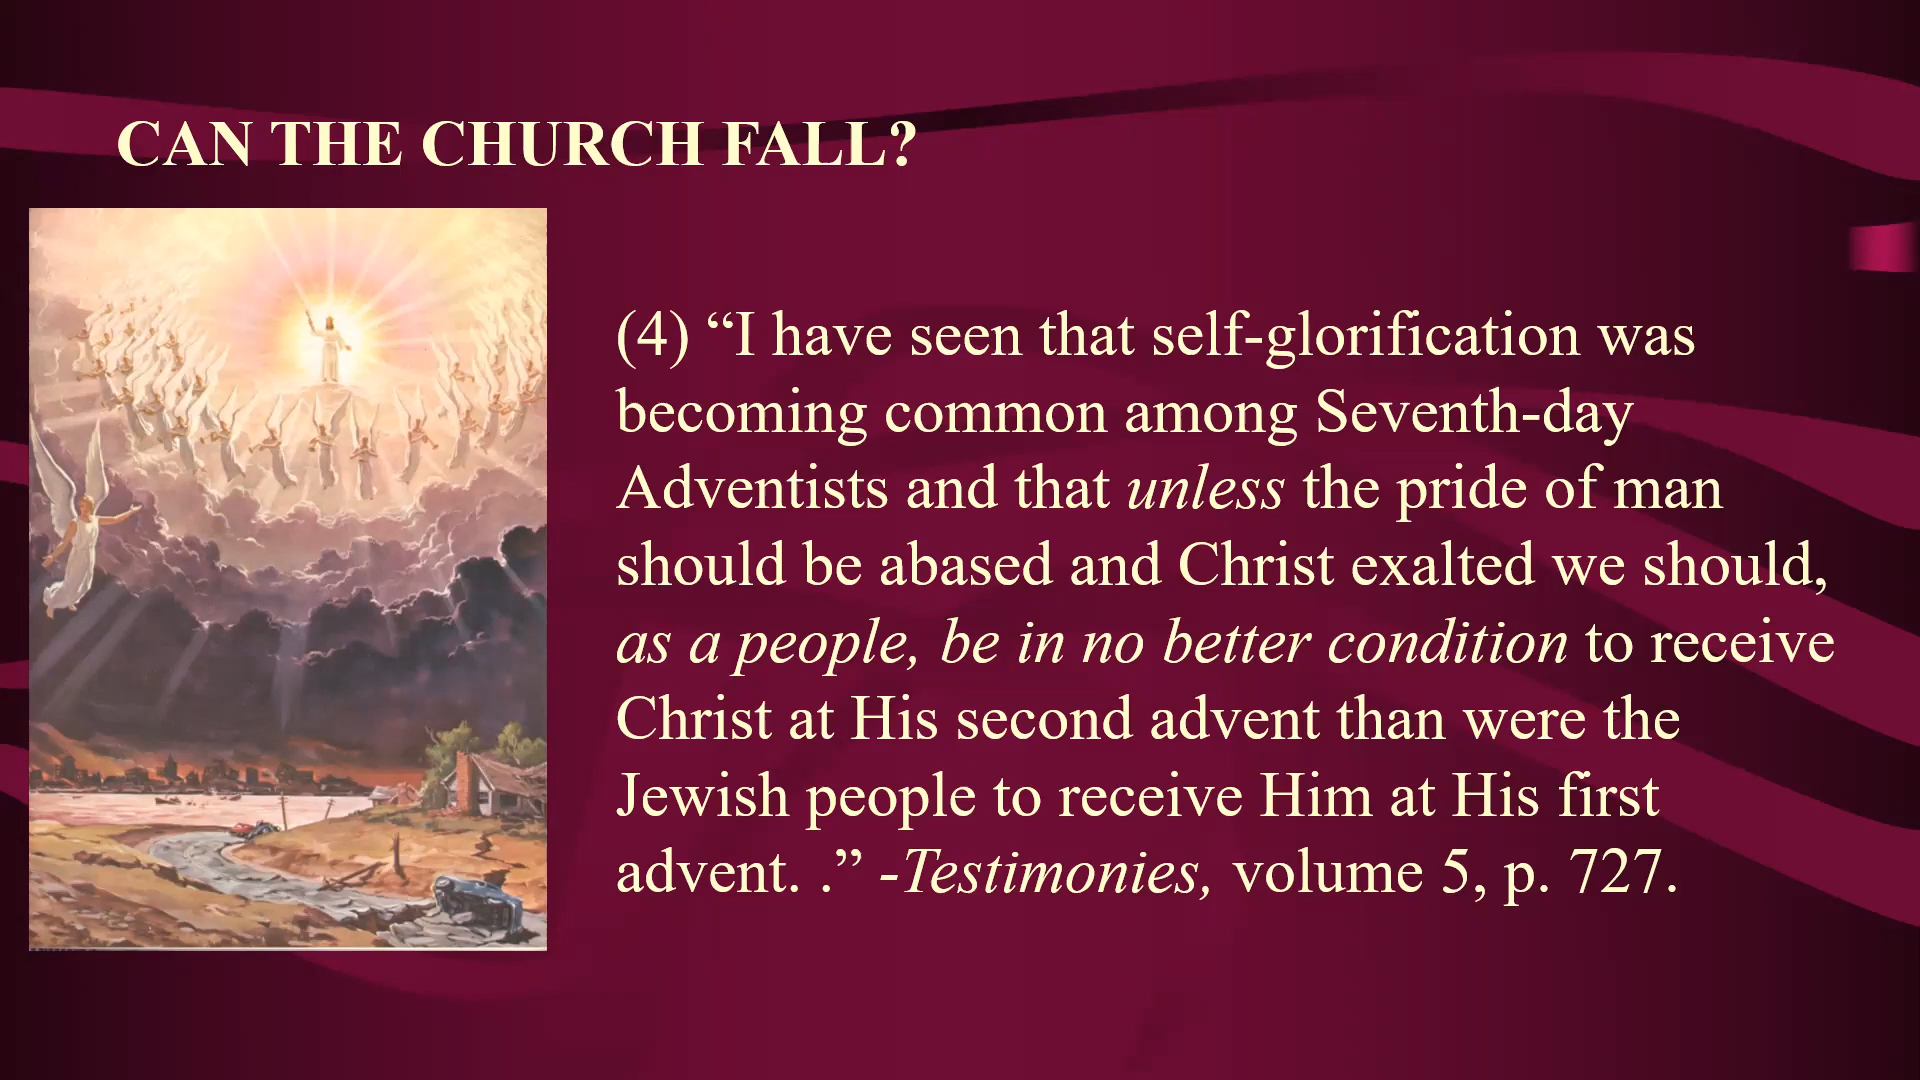 CAN THE CHURCH FALL?
(4) “I have seen that self-glorification was
becoming common among Seventh-day
Adventists and that unless the pride of man
should be abased and Christ exalted we should,
as a people, be in no better condition to receive
Christ at His second advent than were the
Jewish people to receive Him at His first
advent. .” -Testimonies, volume 5, p. 727.